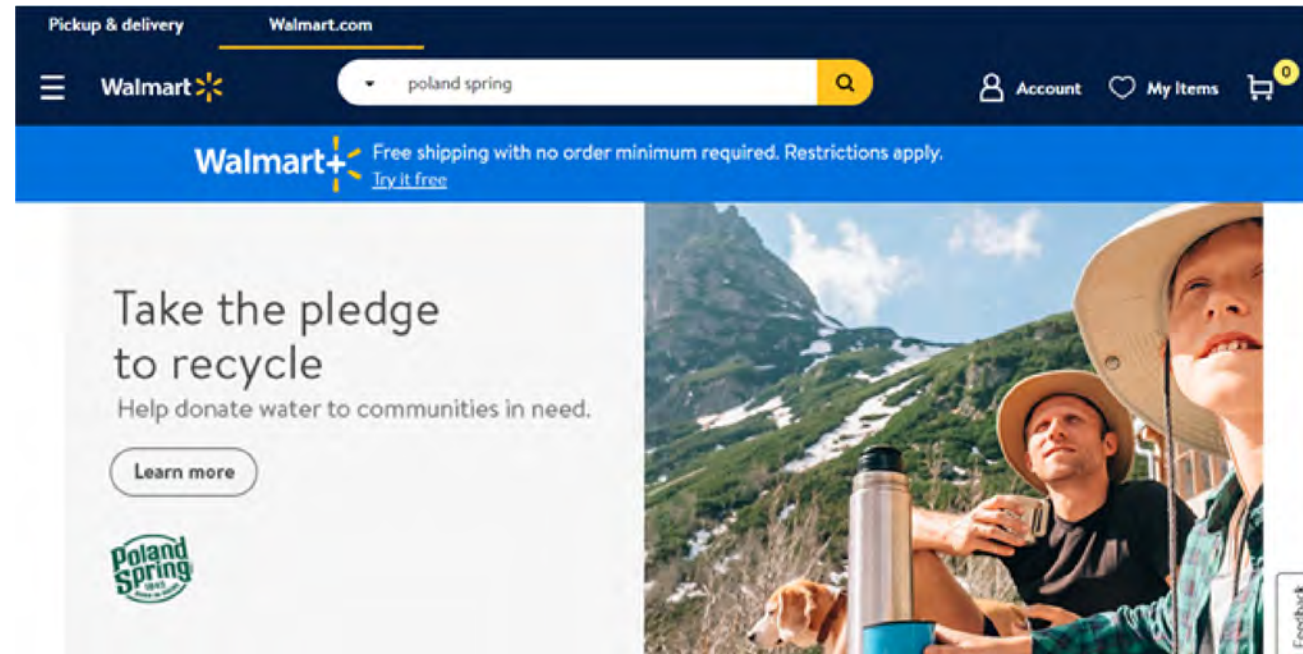 Pickup & delivery
Walmart.com
Walmart
poland spring
Account
My Items
0
Walmart+
Free shipping with no order minimum required. Restrictions apply.
Try it free
Take the pledge
to recycle
Help donate water to communities in need.
Learn more
Poland
Spring
Feedback